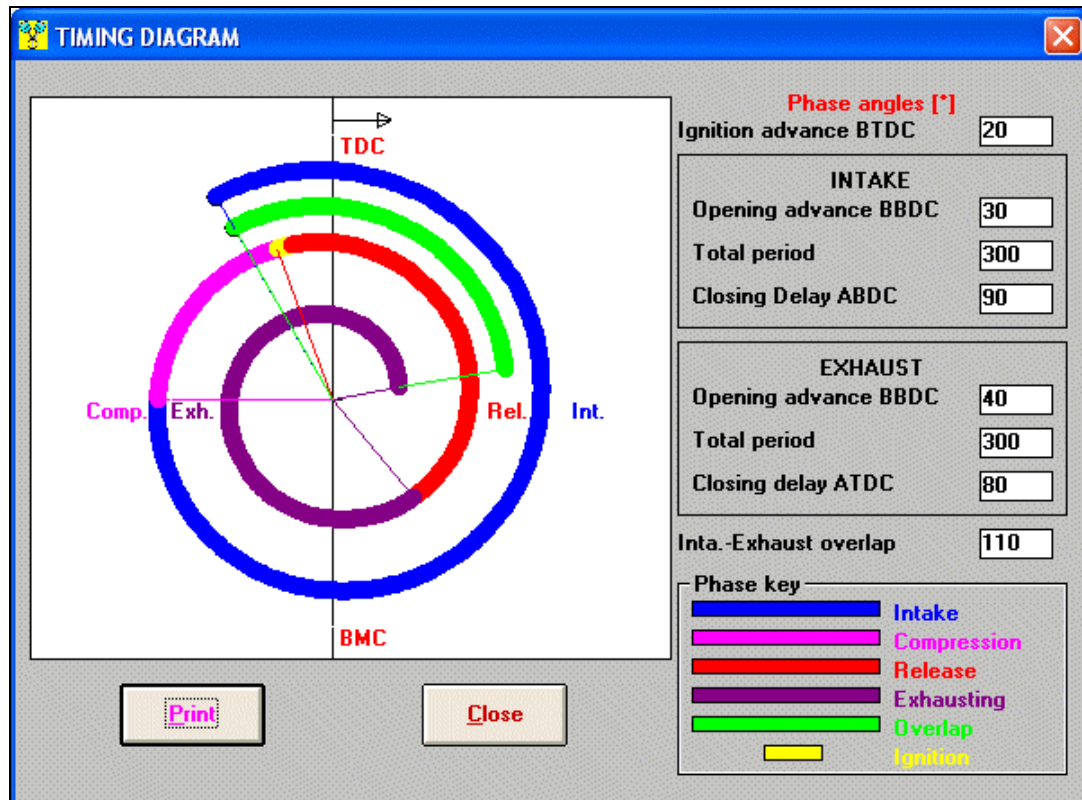 TIMING DIAGRAM
TDC
Comp.
Exh.
Rel.
Int.
BMC
Print
Close
Phase angles [°]
Ignition advance BTDC 20
INTAKE
Opening advance BBDC 30
Total period 300
Closing Delay ABDC 90
EXHAUST
Opening advance BBDC 40
Total period 300
Closing delay ATDC 80
Inta.-Exhaust overlap 110
Phase key
Intake
Compression
Release
Exhausting
Overlap
Ignition